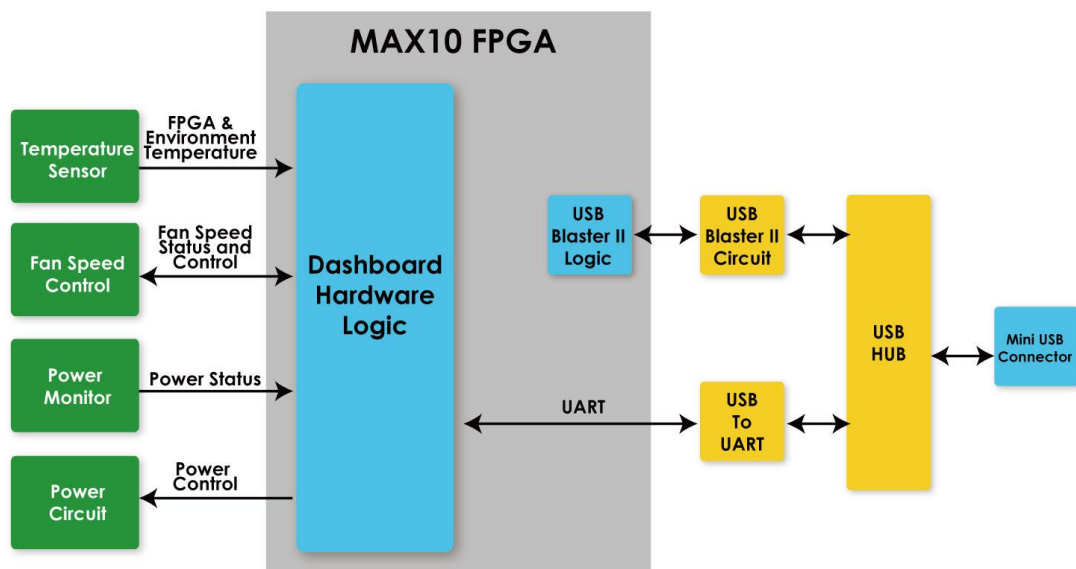 MAX10 FPGA
Temperature
Sensor
FPGA &
Environment
Temperature
Fan Speed
Control
Fan Speed
Status and
Control
Power
Monitor
Power Status
Power
Circuit
Power
Control
Dashboard
Hardware
Logic
USB
Blaster II
Logic
USB
Blaster II
Circuit
UART
USB
To
UART
USB
HUB
Mini USB
Connector